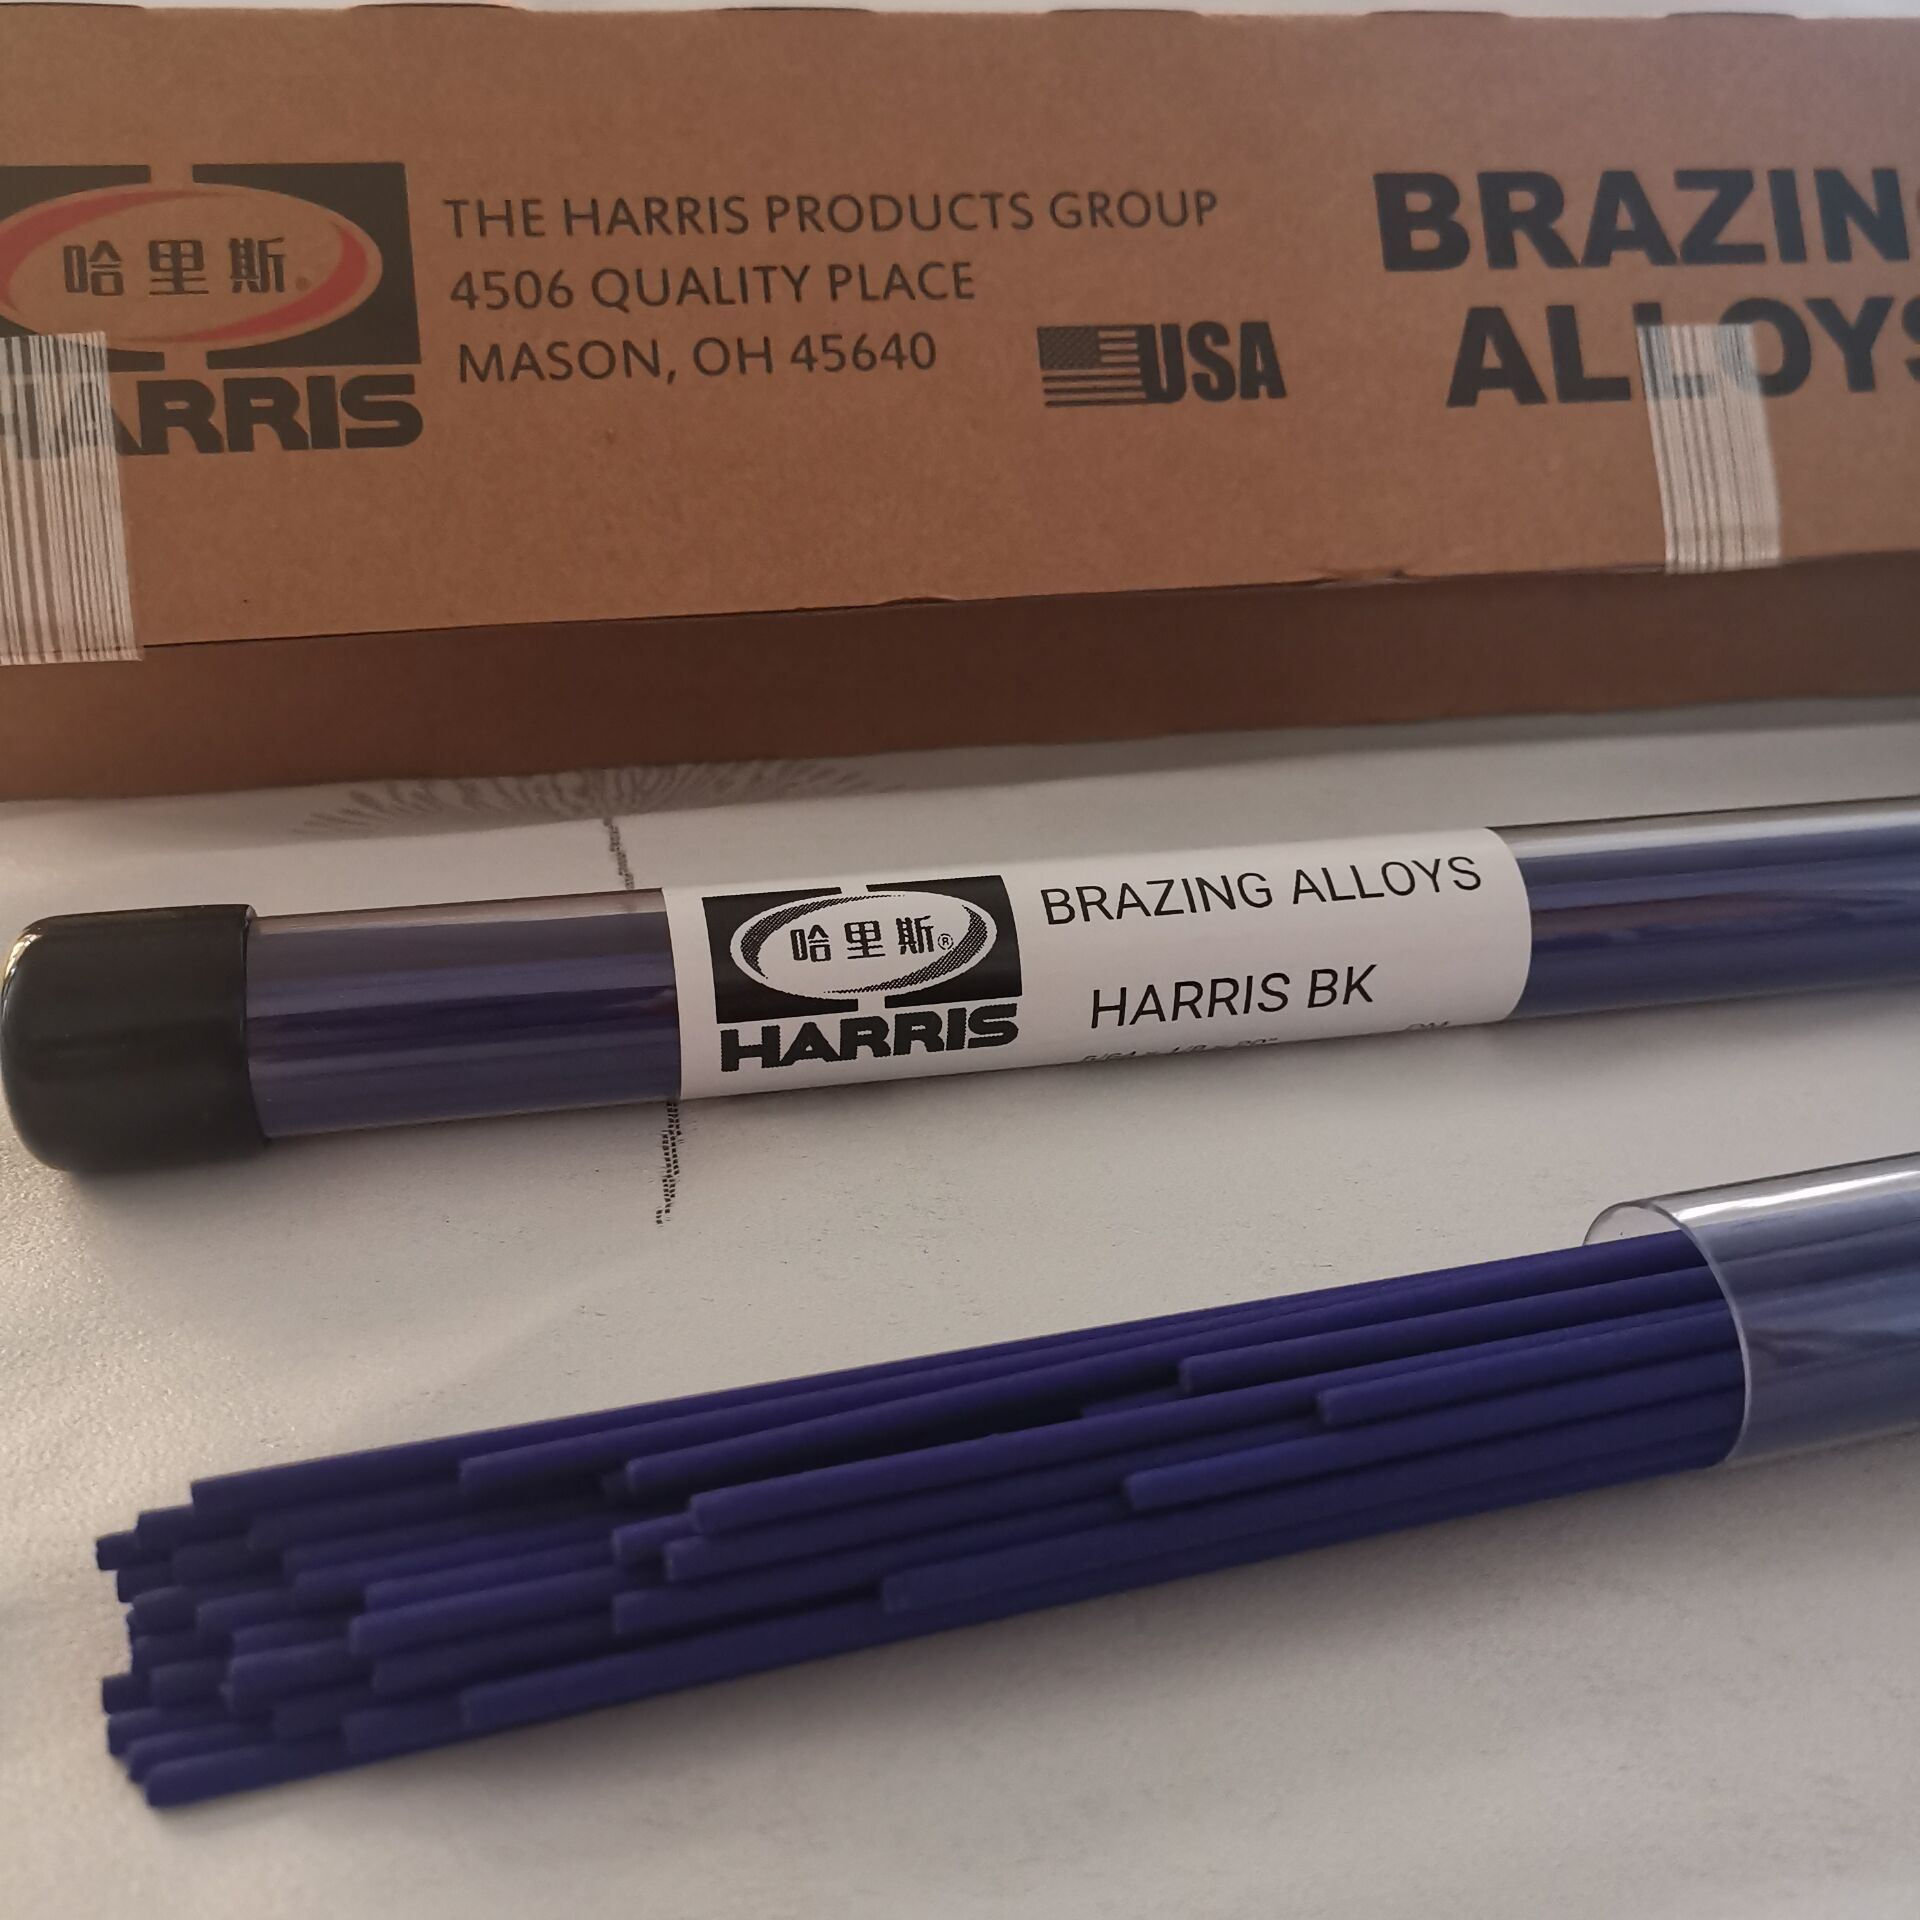 哈里斯®
HARRIS
THE HARRIS PRODUCTS GROUP
4506 QUALITY PLACE
MASON, OH 45640
USA
BRAZIN
ALLOYS
哈里斯®
HARRIS
BRAZING ALLOYS
HARRIS BK